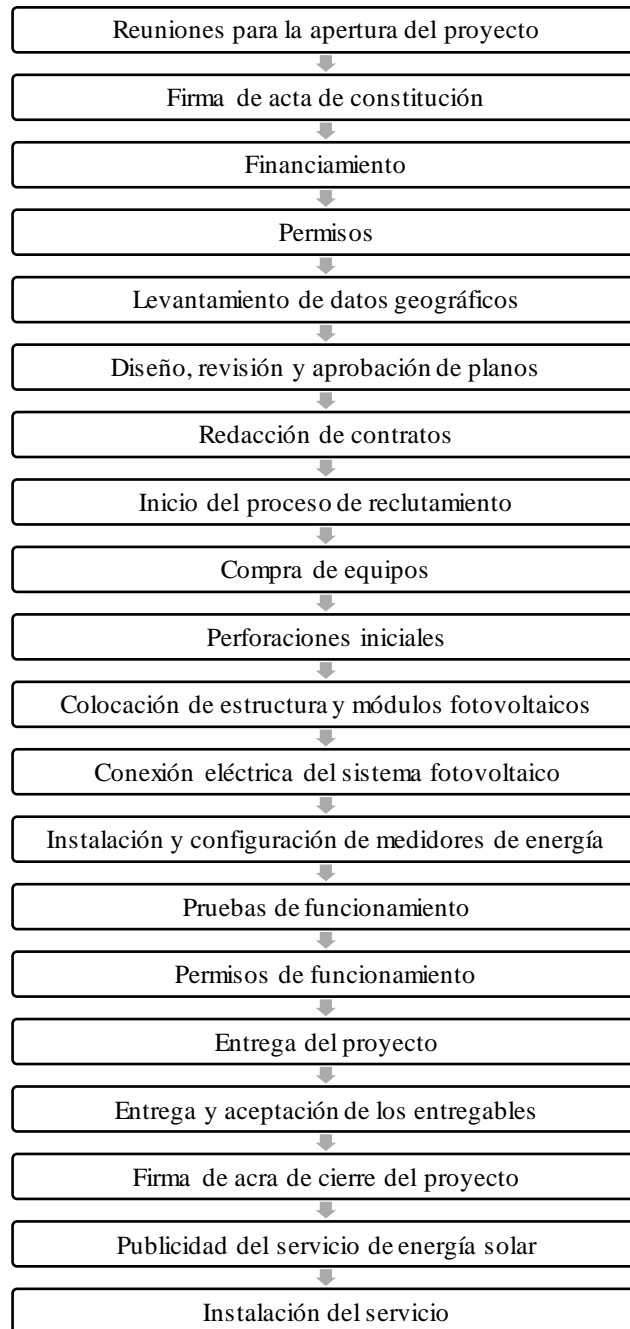 Reuniones para la apertura del proyecto
Firma de acta de constitución
Financiamiento
Permisos
Levantamiento de datos geográficos
Diseño, revisión y aprobación de planos
Redacción de contratos
Inicio del proceso de reclutamiento
Compra de equipos
Perforaciones iniciales
Colocación de estructura y módulos fotovoltaicos
Conexión eléctrica del sistema fotovoltaico
Instalación y configuración de medidores de energía
Pruebas de funcionamiento
Permisos de funcionamiento
Entrega del proyecto
Entrega y aceptación de los entregables
Firma de acra de cierre del proyecto
Publicidad del servicio de energía solar
Instalación del servicio